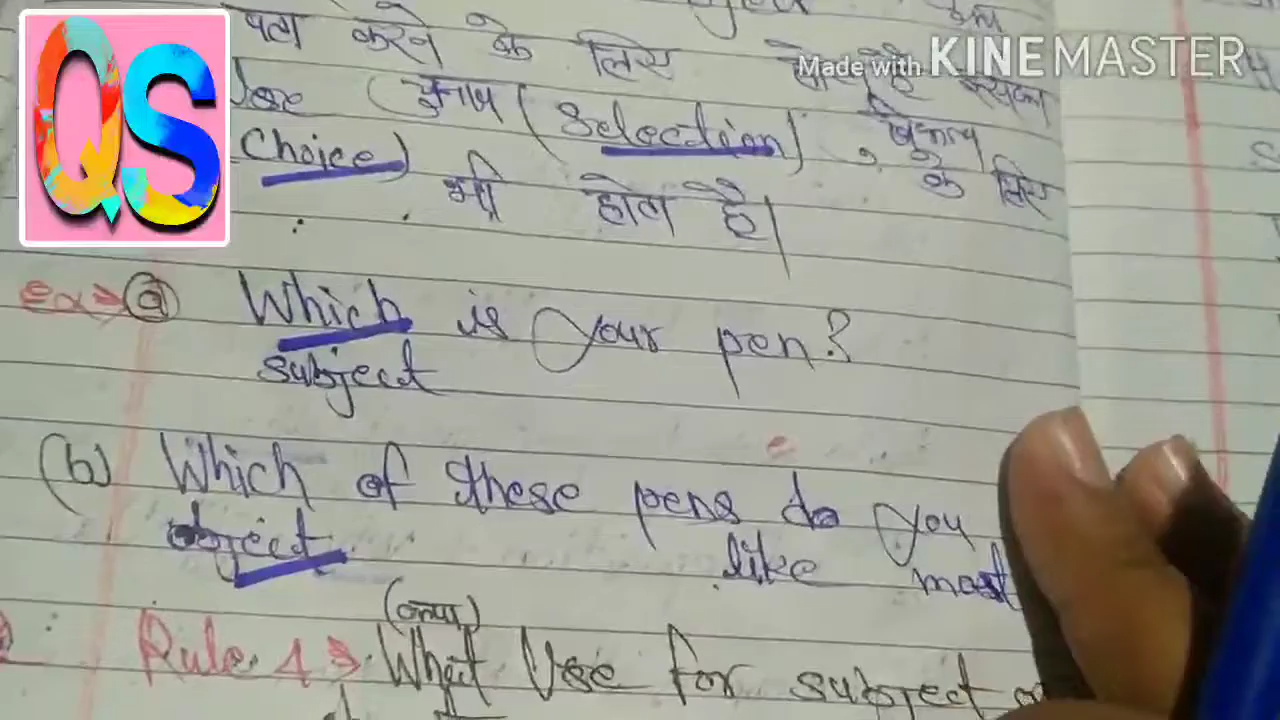 QS
Made with KINEMASTER
पता करने के लिए होता है इसका
Use (चुनाव (Selection)
Choice)
के लिए
भी होता है।
Ex → (a) Which is your pen?
subject
(b) Which of these pens do you
object like most
(क्या)
Rule. 4 → What Use for subject